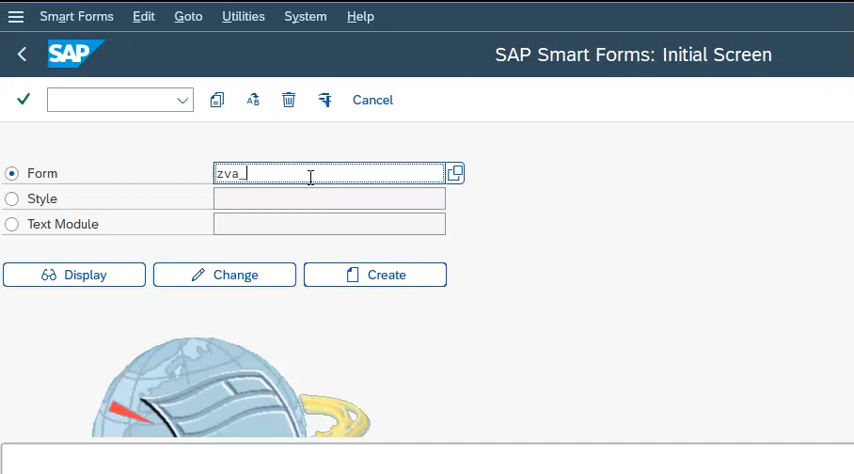 Smart Forms Edit Goto Utilities System Help
SAP SAP Smart Forms: Initial Screen
Cancel
Form zva_
Style
Text Module
Display Change Create